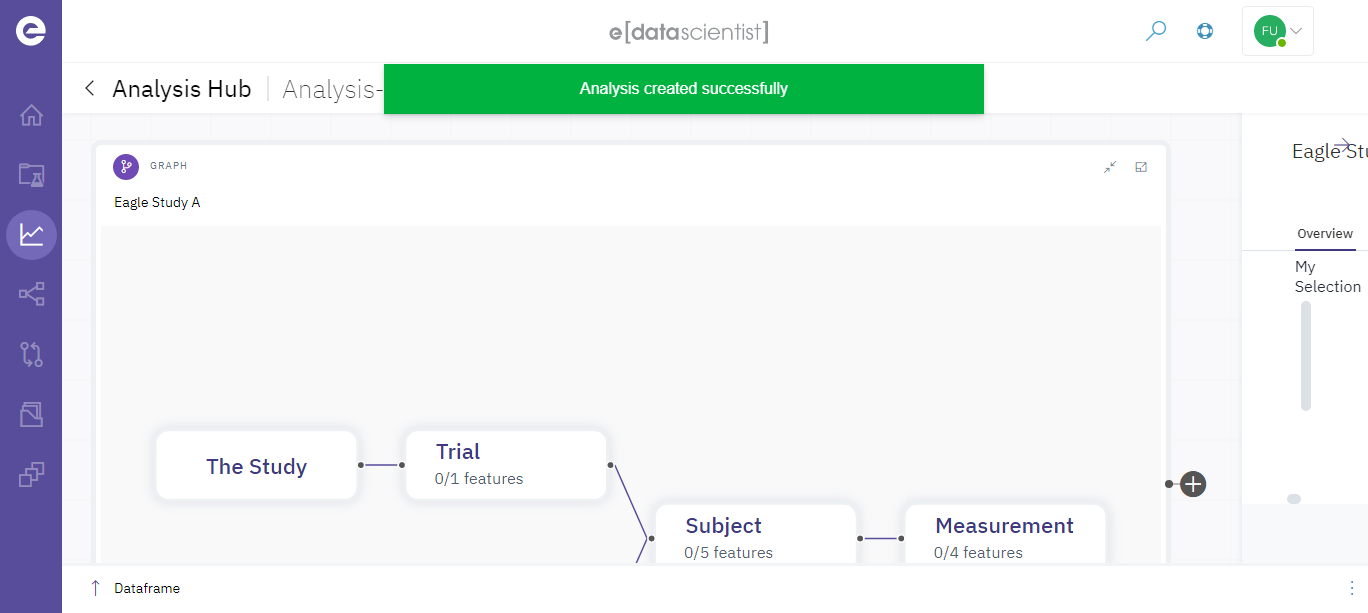 e[datascientist]
FU
Analysis Hub
Analysis-
Analysis created successfully
GRAPH
Eagle Study A
The Study
Trial
0/1 features
Subject
0/5 features
Measurement
0/4 features
Eagle Stu
Overview
My
Selection
Dataframe